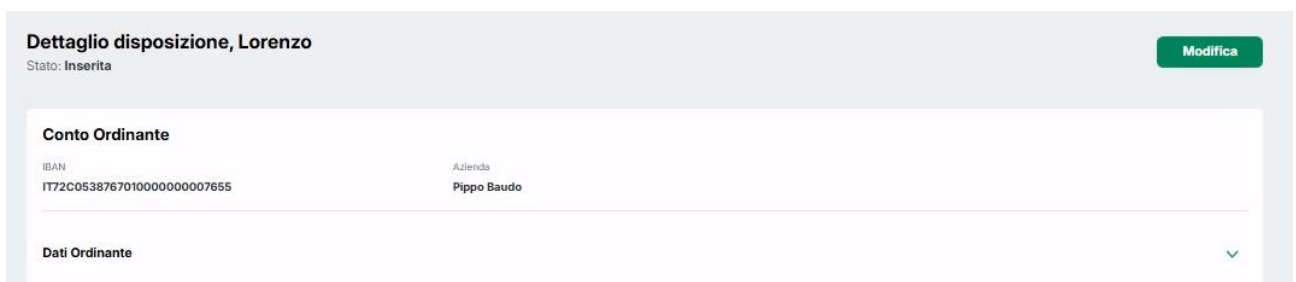 Dettaglio disposizione, Lorenzo
Modifica
Stato: Inserita
Conto Ordinante
IBAN Azienda
IT72C0538767010000000007655 Pippo Baudo
Dati Ordinante